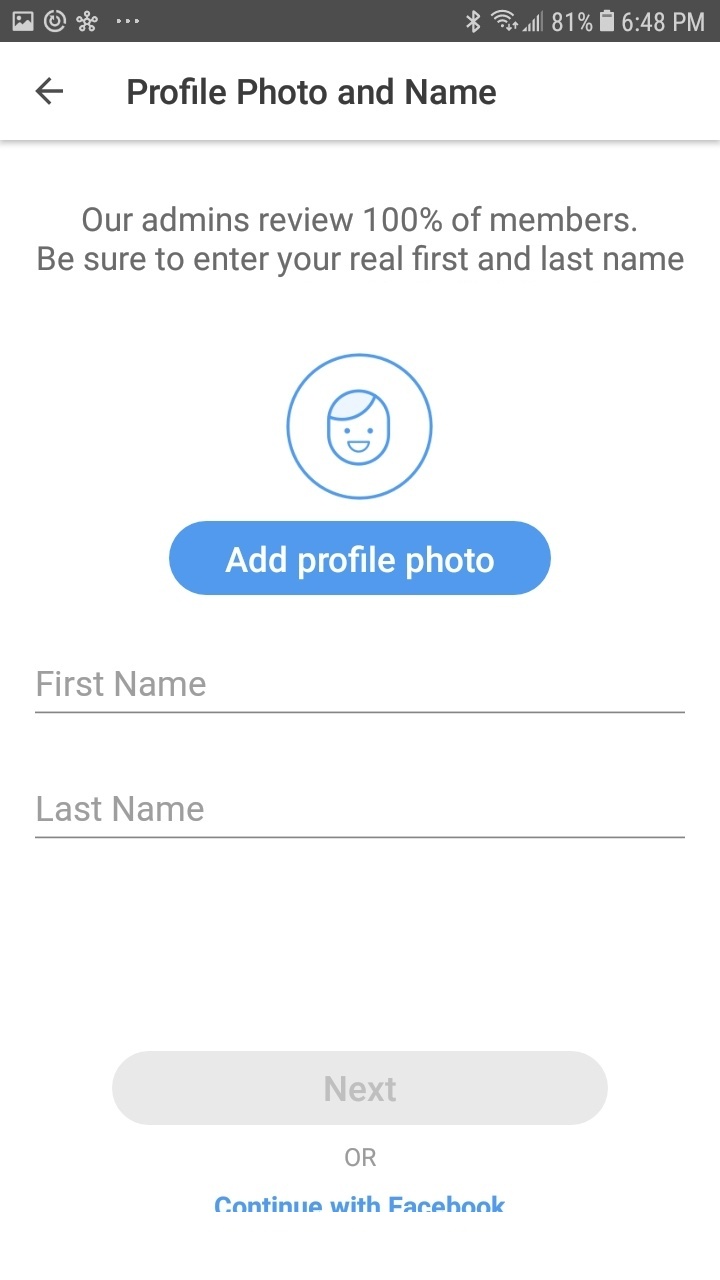 81% 6:48 PM
Profile Photo and Name
Our admins review 100% of members.
Be sure to enter your real first and last name
Add profile photo
First Name
Last Name
Next
OR
Continue with Facebook